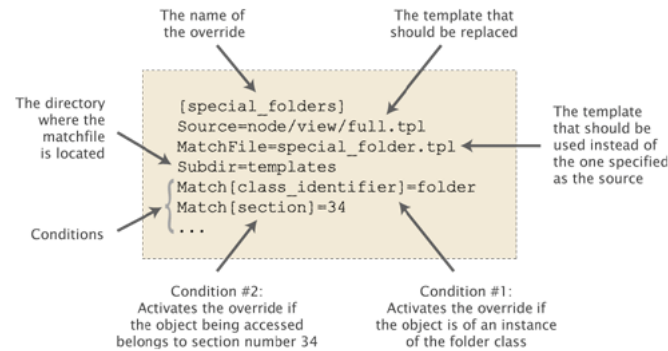 The name of
the override
The template that
should be replaced
The directory
where the
matchfile
is located
[special_folders]
Source=node/view/full.tpl
MatchFile=special_folder.tpl
Subdir=templates
Match[class_identifier]=folder
Match[section]=34
...
The template
that should be
used instead of
the one specified
as the source
Conditions
Condition #2:
Activates the override if
the object being accessed
belongs to section number 34
Condition #1:
Activates the override if
the object is of an instance
of the folder class